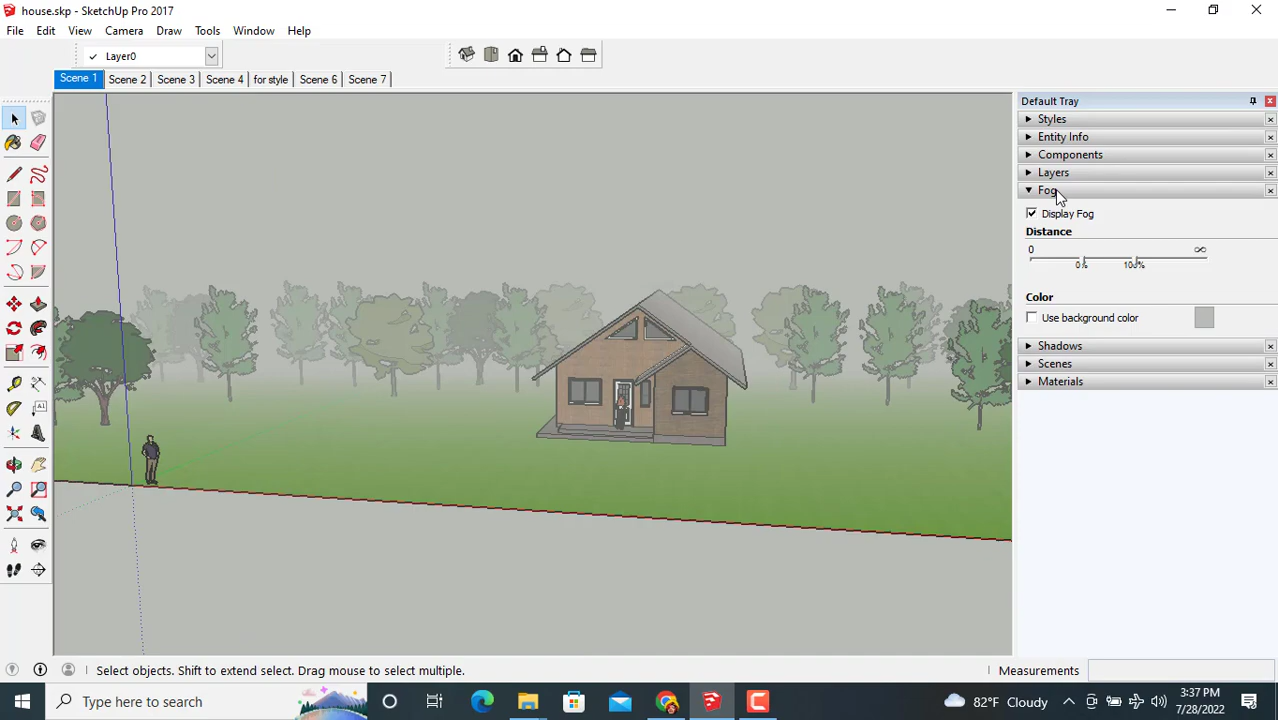 house.skp - SketchUp Pro 2017
File Edit View Camera Draw Tools Window Help
Layer0
Scene 1 Scene 2 Scene 3 Scene 4 for style Scene 6 Scene 7
Default Tray
Styles
Entity Info
Components
Layers
Fog
Display Fog
Distance
0 ∞
0% 100%
Color
Use background color
Shadows
Scenes
Materials
Select objects. Shift to extend select. Drag mouse to select multiple.
Measurements
Type here to search
82°F Cloudy
3:37 PM
7/28/2022